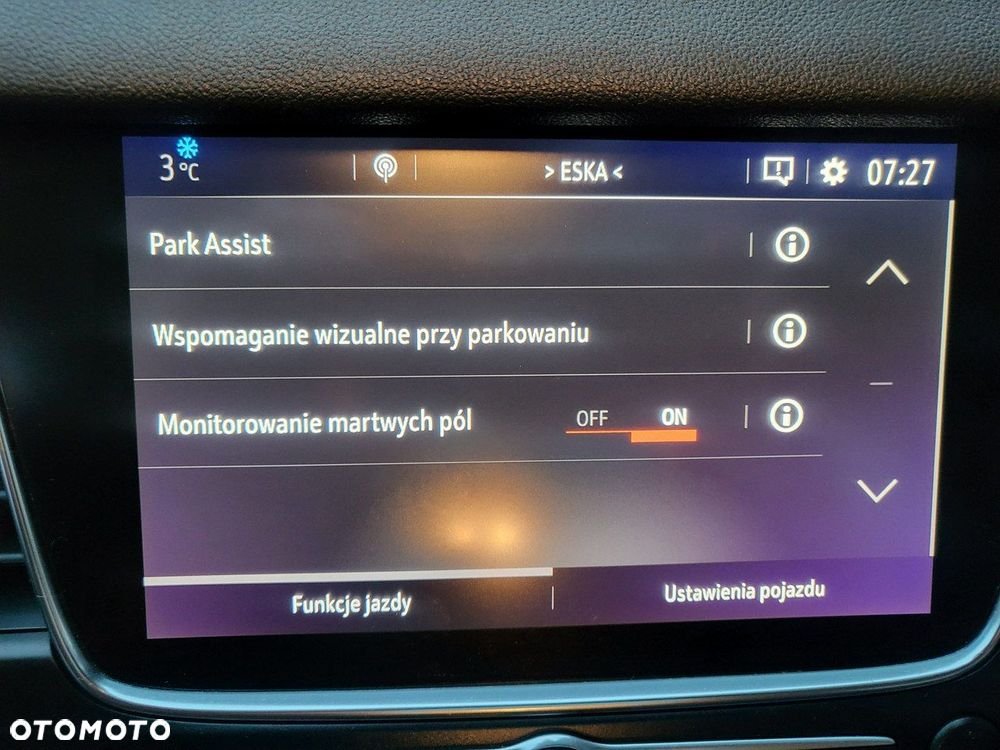 3 °C > ESKA < 07:27
Park Assist
Wspomaganie wizualne przy parkowaniu
Monitorowanie martwych pól OFF ON
Funkcje jazdy Ustawienia pojazdu
OTOMOTO